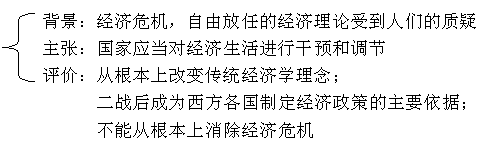 背景：经济危机，自由放任的经济理论受到人们的质疑
主张：国家应当对经济生活进行干预和调节
评价：从根本上改变传统经济学理念；
二战后成为西方各国制定经济政策的主要依据；
不能从根本上消除经济危机